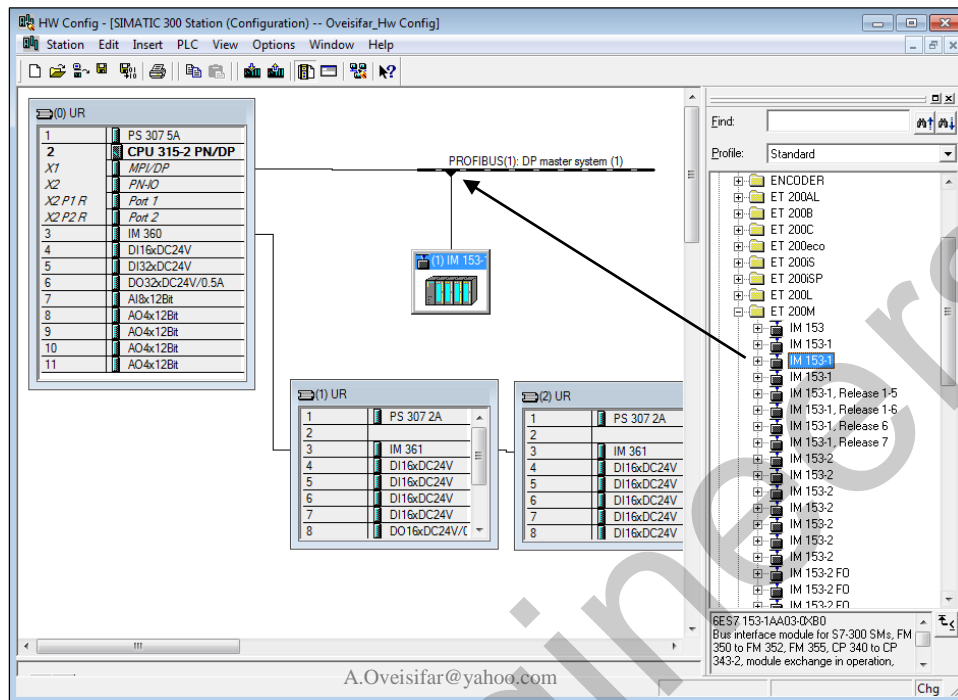 HW Config - [SIMATIC 300 Station (Configuration) -- Oveisifar_Hw Config]
Station Edit Insert PLC View Options Window Help
(0) UR
1 PS 307 5A
2 CPU 315-2 PN/DP
X1 MPI/DP
X2 PN-IO
X2 P1 R Port 1
X2 P2 R Port 2
3 IM 360
4 DI16xDC24V
5 DI32xDC24V
6 DO32xDC24V/0.5A
7 AI8x12Bit
8 AO4x12Bit
9 AO4x12Bit
10 AO4x12Bit
11 AO4x12Bit
PROFIBUS(1): DP master system (1)
(1) IM 153-1
(1) UR
1 PS 307 2A
2
3 IM 361
4 DI16xDC24V
5 DI16xDC24V
6 DI16xDC24V
7 DI16xDC24V
8 DO16xDC24V/0
(2) UR
1 PS 307 2A
2
3 IM 361
4 DI16xDC24V
5 DI16xDC24V
6 DI16xDC24V
7 DI16xDC24V
8 DI16xDC24V
Find:
Profile: Standard
ENCODER
ET 200AL
ET 200B
ET 200C
ET 200eco
ET 200iS
ET 200iSP
ET 200L
ET 200M
IM 153
IM 153-1
IM 153-1
IM 153-1
IM 153-1, Release 1-5
IM 153-1, Release 1-6
IM 153-1, Release 6
IM 153-1, Release 7
IM 153-2
IM 153-2
IM 153-2
IM 153-2
IM 153-2
IM 153-2
IM 153-2
IM 153-2 FO
IM 153-2 FO
IM 153-2 FO
6ES7 153-1AA03-0XB0
Bus interface module for S7-300 SMs, FM
350 to FM 352, FM 355, CP 340 to CP
343-2, module exchange in operation,
A.Oveisifar@yahoo.com
Chg